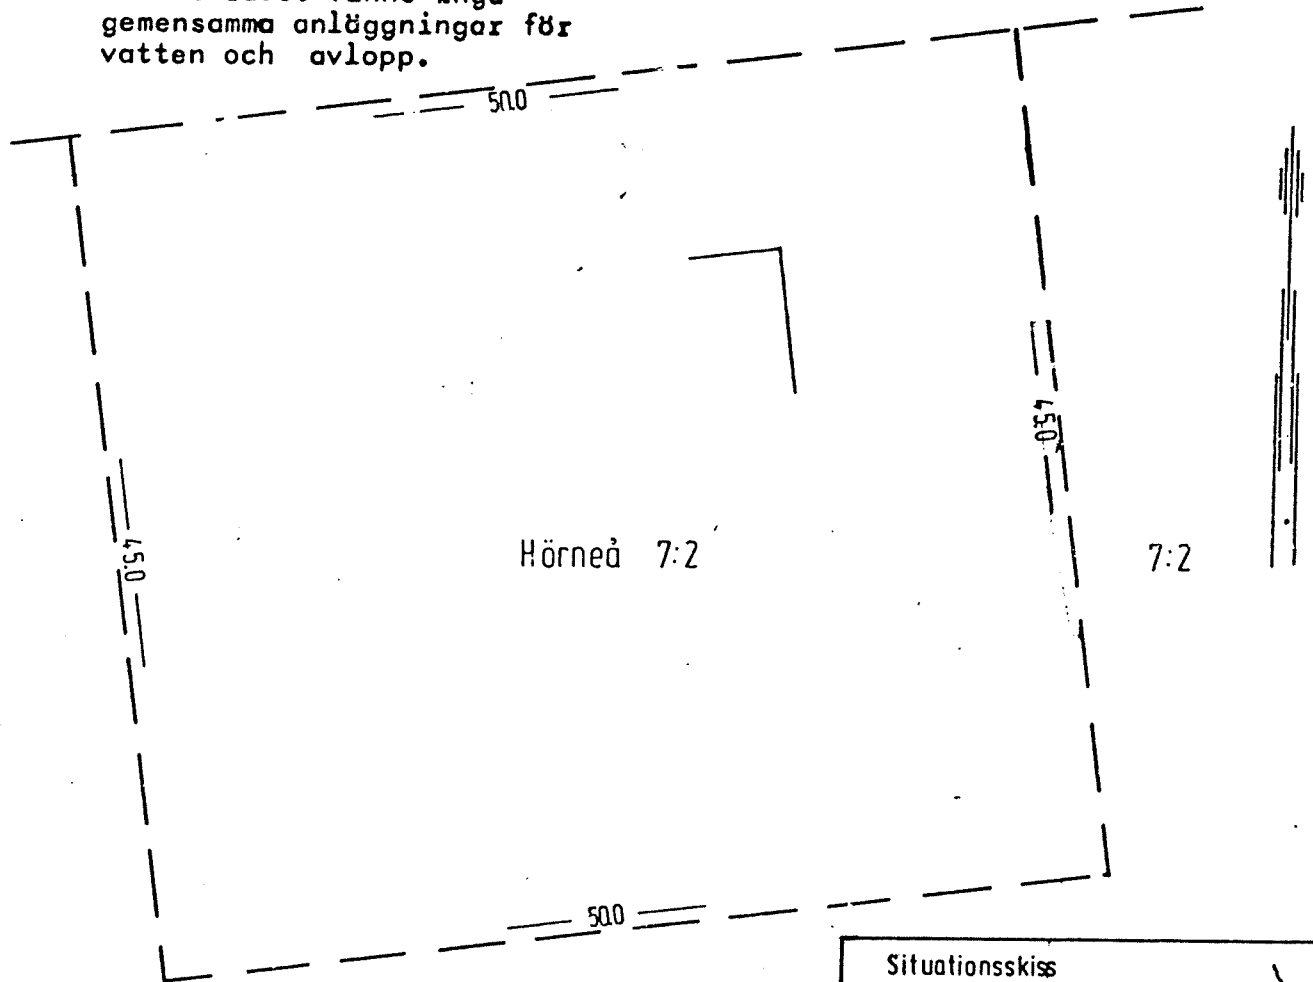 gemensamma anläggningar för
vatten och avlopp.
50.0
45.0
45.0
Hörneå 7:2
7:2
50.0
Situationsskiss